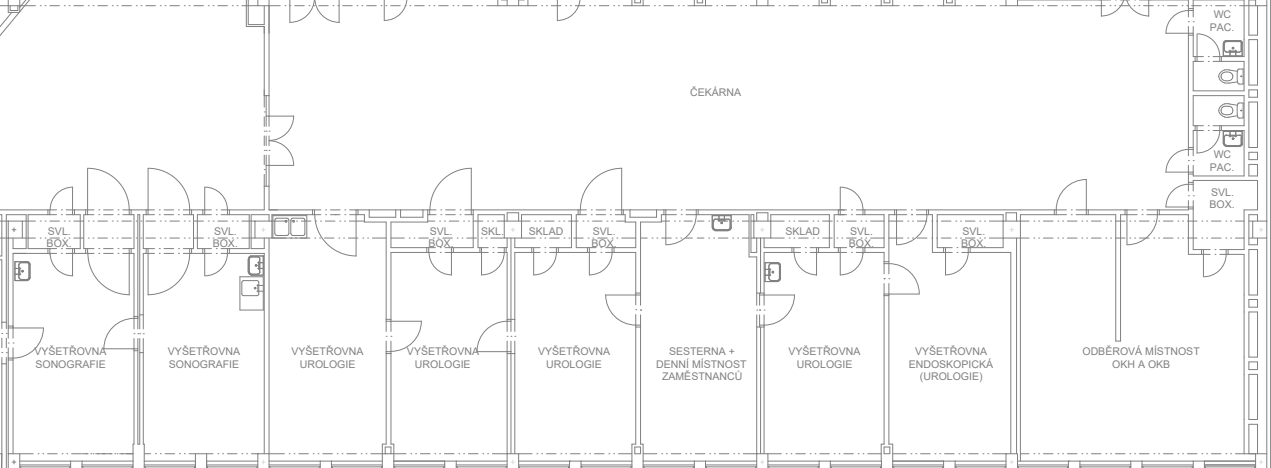 WC
PAC.
ČEKÁRNA
WC
PAC.
SVL.
BOX.
SVL.
BOX.
SVL.
BOX.
SVL.
BOX.
SKL.
SKLAD
SVL.
BOX.
SKLAD
SVL.
BOX.
SVL.
BOX.
VYŠETŘOVNA
SONOGRAFIE
VYŠETŘOVNA
SONOGRAFIE
VYŠETŘOVNA
UROLOGIE
VYŠETŘOVNA
UROLOGIE
VYŠETŘOVNA
UROLOGIE
SESTERNA +
DENNÍ MÍSTNOST
ZAMĚSTNANCŮ
VYŠETŘOVNA
UROLOGIE
VYŠETŘOVNA
ENDOSKOPICKÁ
(UROLOGIE)
ODBĚROVÁ MÍSTNOST
OKH A OKB